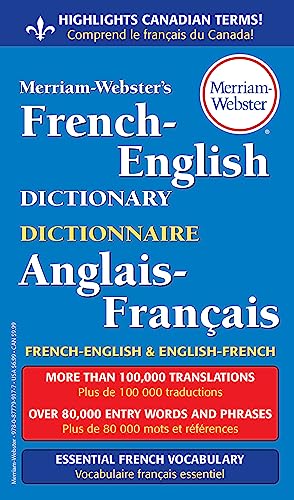 HIGHLIGHTS CANADIAN TERMS!
Comprend le français du Canada!
Merriam-Webster's
Merriam-
Webster
®
French-
English
DICTIONARY
DICTIONNAIRE
Anglais-
Français
FRENCH-ENGLISH & ENGLISH-FRENCH
MORE THAN 100,000 TRANSLATIONS
Plus de 100 000 traductions
OVER 80,000 ENTRY WORDS AND PHRASES
Plus de 80 000 mots et références
ESSENTIAL FRENCH VOCABULARY
Vocabulaire français essentiel